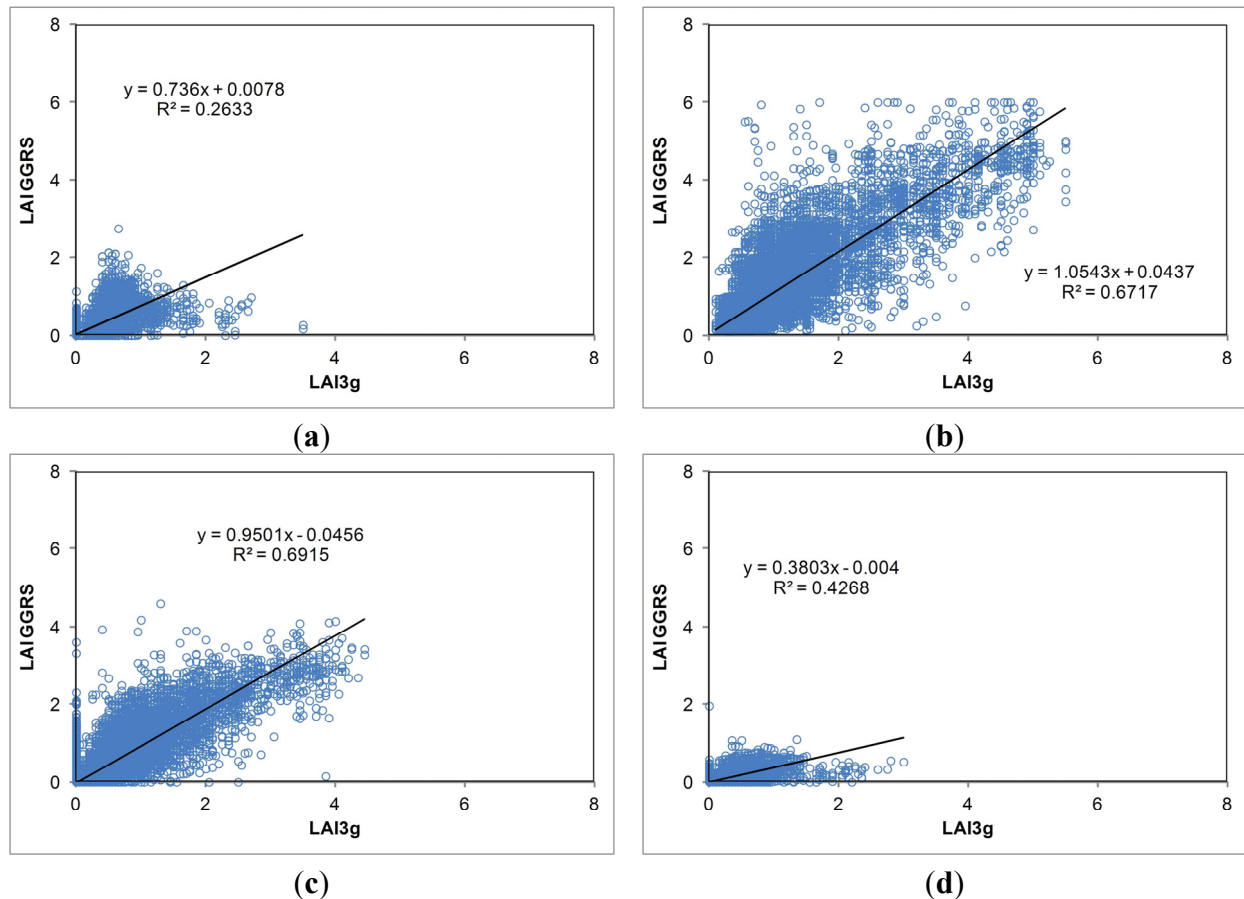 8
6
4
2
0
0
2
4
6
8
LAIGGRS
LAI3g
y = 0.736x + 0.0078
R² = 0.2633
(a)
8
6
4
2
0
0
2
4
6
8
LAIGGRS
LAI3g
y = 1.0543x + 0.0437
R² = 0.6717
(b)
8
6
4
2
0
0
2
4
6
8
LAIGGRS
LAI3g
y = 0.9501x - 0.0456
R² = 0.6915
(c)
8
6
4
2
0
0
2
4
6
8
LAIGGRS
LAI3g
y = 0.3803x - 0.004
R² = 0.4268
(d)